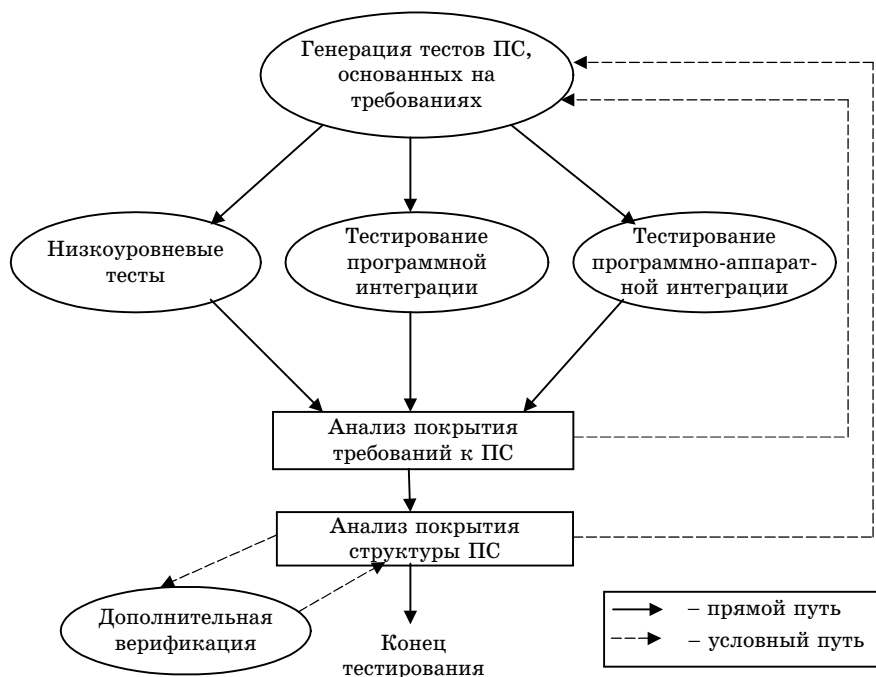 Генерация тестов ПС,
основанных на
требованиях
Низкоуровневые
тесты
Тестирование
программной
интеграции
Тестирование
программно-аппарат-
ной интеграции
Анализ покрытия
требований к ПС
Анализ покрытия
структуры ПС
Дополнительная
верификация
Конец
тестирования
– прямой путь
– условный путь